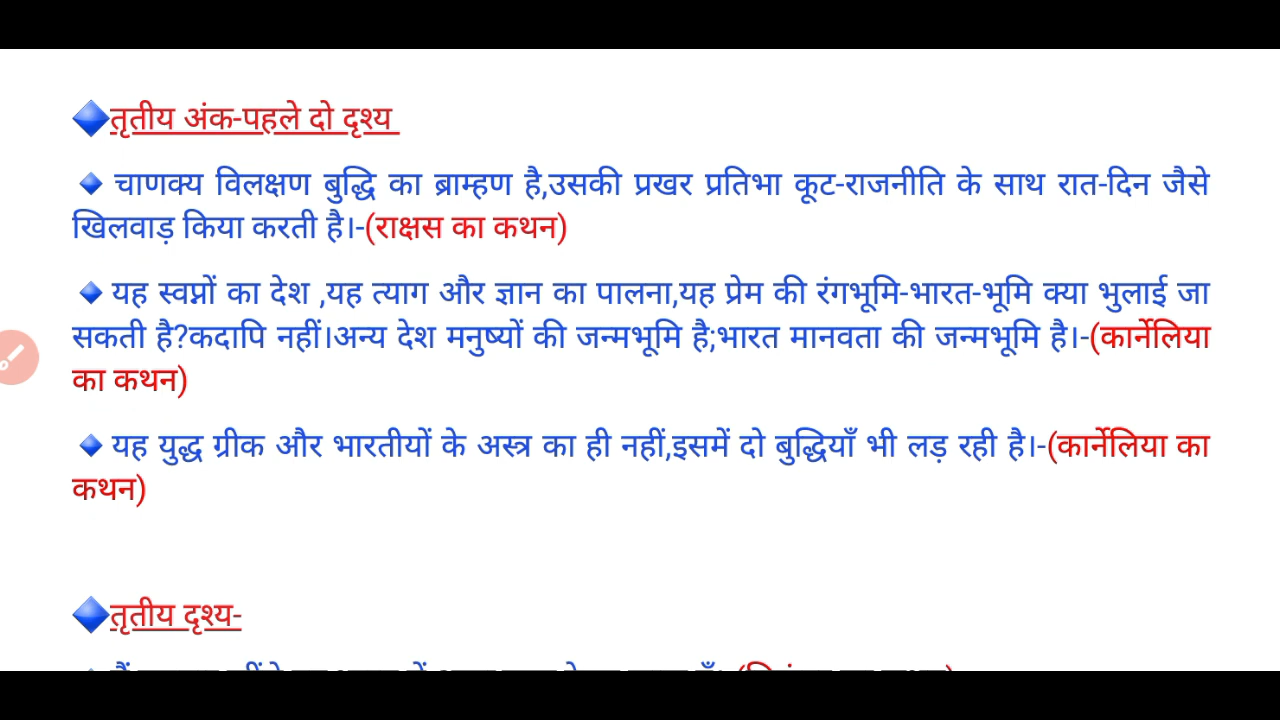 तृतीय अंक-पहले दो दृश्य
चाणक्य विलक्षण बुद्धि का ब्राम्हण है,उसकी प्रखर प्रतिभा कूट-राजनीति के साथ रात-दिन जैसे
खिलवाड़ किया करती है।-(राक्षस का कथन)
यह स्वप्नों का देश ,यह त्याग और ज्ञान का पालना,यह प्रेम की रंगभूमि-भारत-भूमि क्या भुलाई जा
सकती है?कदापि नहीं।अन्य देश मनुष्यों की जन्मभूमि है;भारत मानवता की जन्मभूमि है।-(कार्नेलिया
का कथन)
यह युद्ध ग्रीक और भारतीयों के अस्त्र का ही नहीं,इसमें दो बुद्धियाँ भी लड़ रही है।-(कार्नेलिया का
कथन)
तृतीय दृश्य-